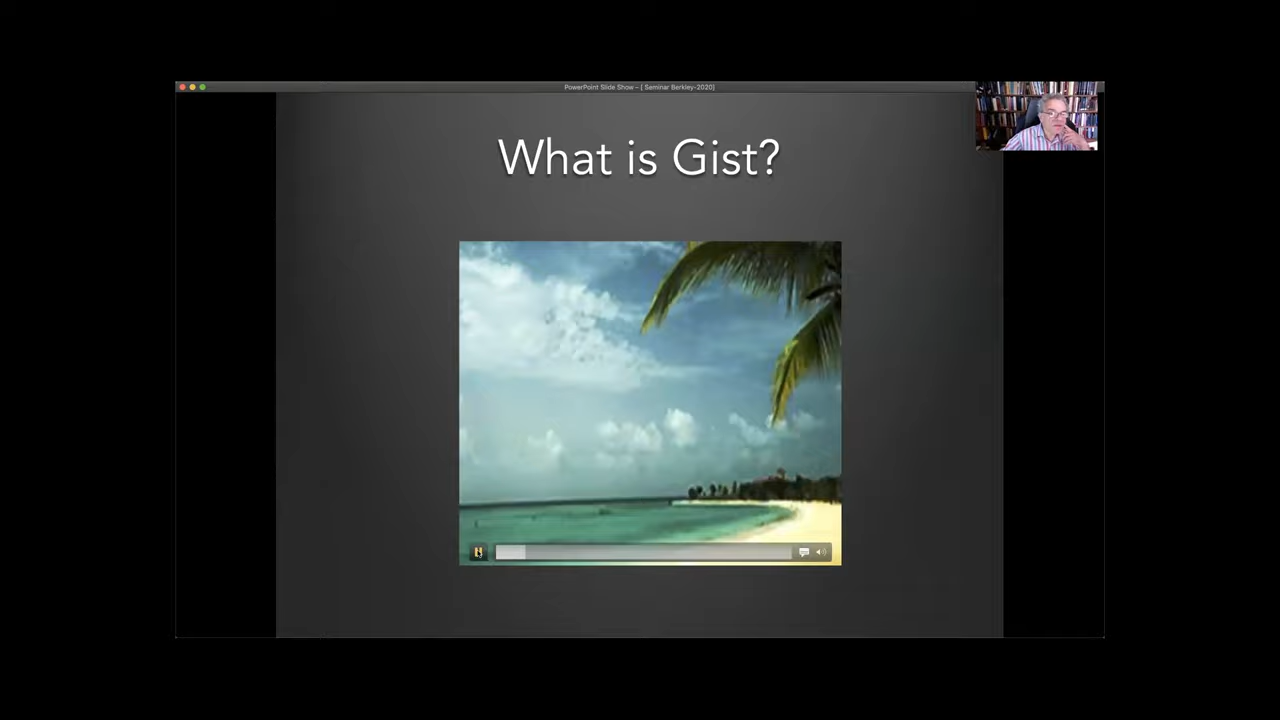 PowerPoint Slide Show - [ Seminar Berkley-2020]
What is Gist?